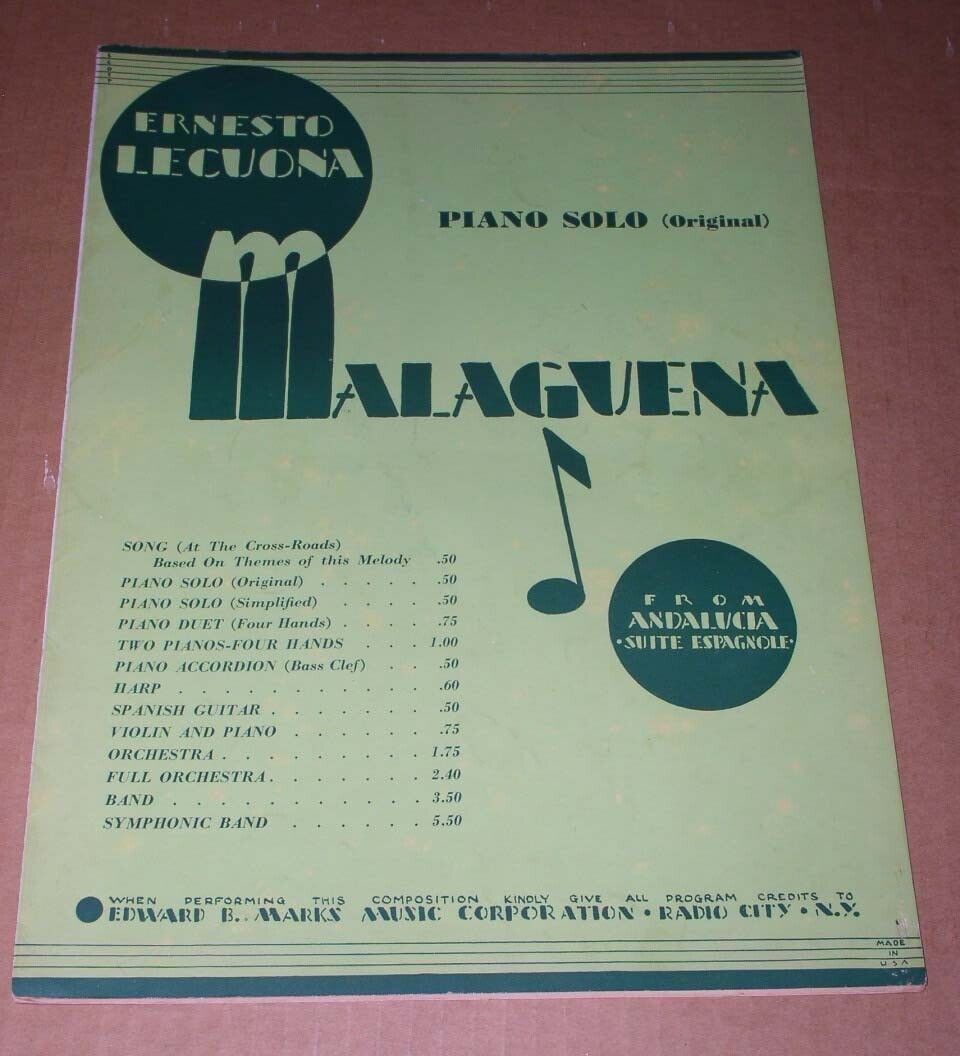 ERNESTO
LECUONA
PIANO SOLO (Original)
MALAGUENA
SONG (At The Cross-Roads)
Based On Themes of this Melody .50
PIANO SOLO (Original) . . . . . .50
PIANO SOLO (Simplified) . . . . .50
PIANO DUET (Four Hands) . . . . .75
TWO PIANOS-FOUR HANDS . . . 1.00
PIANO ACCORDION (Bass Clef) . . .50
HARP . . . . . . . . . . . .60
SPANISH GUITAR . . . . . . . .50
VIOLIN AND PIANO . . . . . . .75
ORCHESTRA . . . . . . . . . 1.75
FULL ORCHESTRA . . . . . . . 2.40
BAND . . . . . . . . . . . 3.50
SYMPHONIC BAND . . . . . . 5.50
FROM
ANDALUCIA
•SUITE ESPAGNOLE•
WHEN PERFORMING THIS COMPOSITION KINDLY GIVE ALL PROGRAM CREDITS TO
EDWARD B. MARKS MUSIC CORPORATION • RADIO CITY • N.Y.
MADE
IN
USA